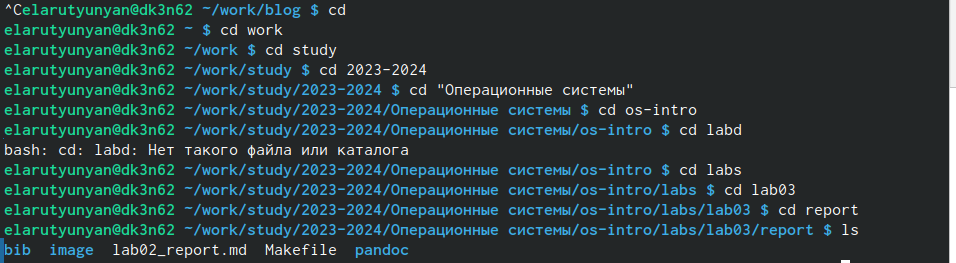 ^Celarutyunyan@dk3n62 ~/work/blog $ cd
elarutyunyan@dk3n62 ~ $ cd work
elarutyunyan@dk3n62 ~/work $ cd study
elarutyunyan@dk3n62 ~/work/study $ cd 2023-2024
elarutyunyan@dk3n62 ~/work/study/2023-2024 $ cd "Операционные системы"
elarutyunyan@dk3n62 ~/work/study/2023-2024/Операционные системы $ cd os-intro
elarutyunyan@dk3n62 ~/work/study/2023-2024/Операционные системы/os-intro $ cd labd
bash: cd: labd: Нет такого файла или каталога
elarutyunyan@dk3n62 ~/work/study/2023-2024/Операционные системы/os-intro $ cd labs
elarutyunyan@dk3n62 ~/work/study/2023-2024/Операционные системы/os-intro/labs $ cd lab03
elarutyunyan@dk3n62 ~/work/study/2023-2024/Операционные системы/os-intro/labs/lab03 $ cd report
elarutyunyan@dk3n62 ~/work/study/2023-2024/Операционные системы/os-intro/labs/lab03/report $ ls
bib  image  lab02_report.md  Makefile  pandoc